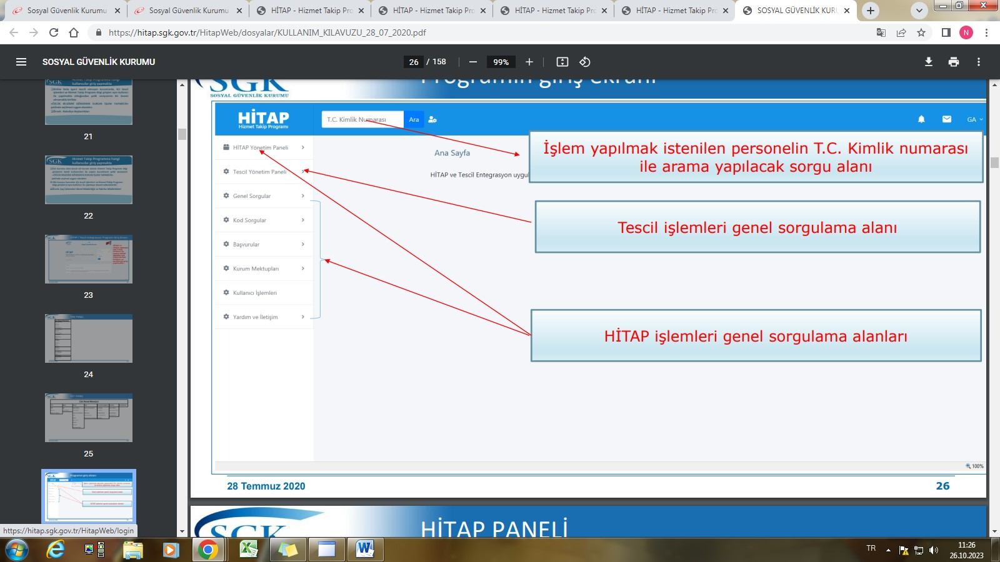 Sosyal Güvenlik Kurumu
Sosyal Güvenlik Kurumu
HİTAP - Hizmet Takip Pro
HİTAP - Hizmet Takip Pro
HİTAP - Hizmet Takip Pro
HİTAP - Hizmet Takip Pro
SOSYAL GÜVENLİK KURU
https://hitap.sgk.gov.tr/HitapWeb/dosyalar/KULLANIM_KILAVUZU_28_07_2020.pdf
N
SOSYAL GÜVENLİK KURUMU
26 / 158
99%
21
22
23
24
25
SGK
SOSYAL GÜVENLİK KURUMU
Programın giriş ekranı
HİTAP
Hizmet Takip Programı
T.C. Kimlik Numarası
Ara
GA
HİTAP Yönetim Paneli
Tescil Yönetim Paneli
Genel Sorgular
Kod Sorgular
Başvurular
Kurum Mektupları
Kullanıcı İşlemleri
Yardım ve İletişim
Ana Sayfa
HİTAP ve Tescil Entegrasyon uygul
İşlem yapılmak istenilen personelin T.C. Kimlik numarası
ile arama yapılacak sorgu alanı
Tescil işlemleri genel sorgulama alanı
HİTAP işlemleri genel sorgulama alanları
100%
28 Temmuz 2020
26
SGK
HİTAP PANELİ
https://hitap.sgk.gov.tr/HitapWeb/login
TR
11:26
26.10.2023